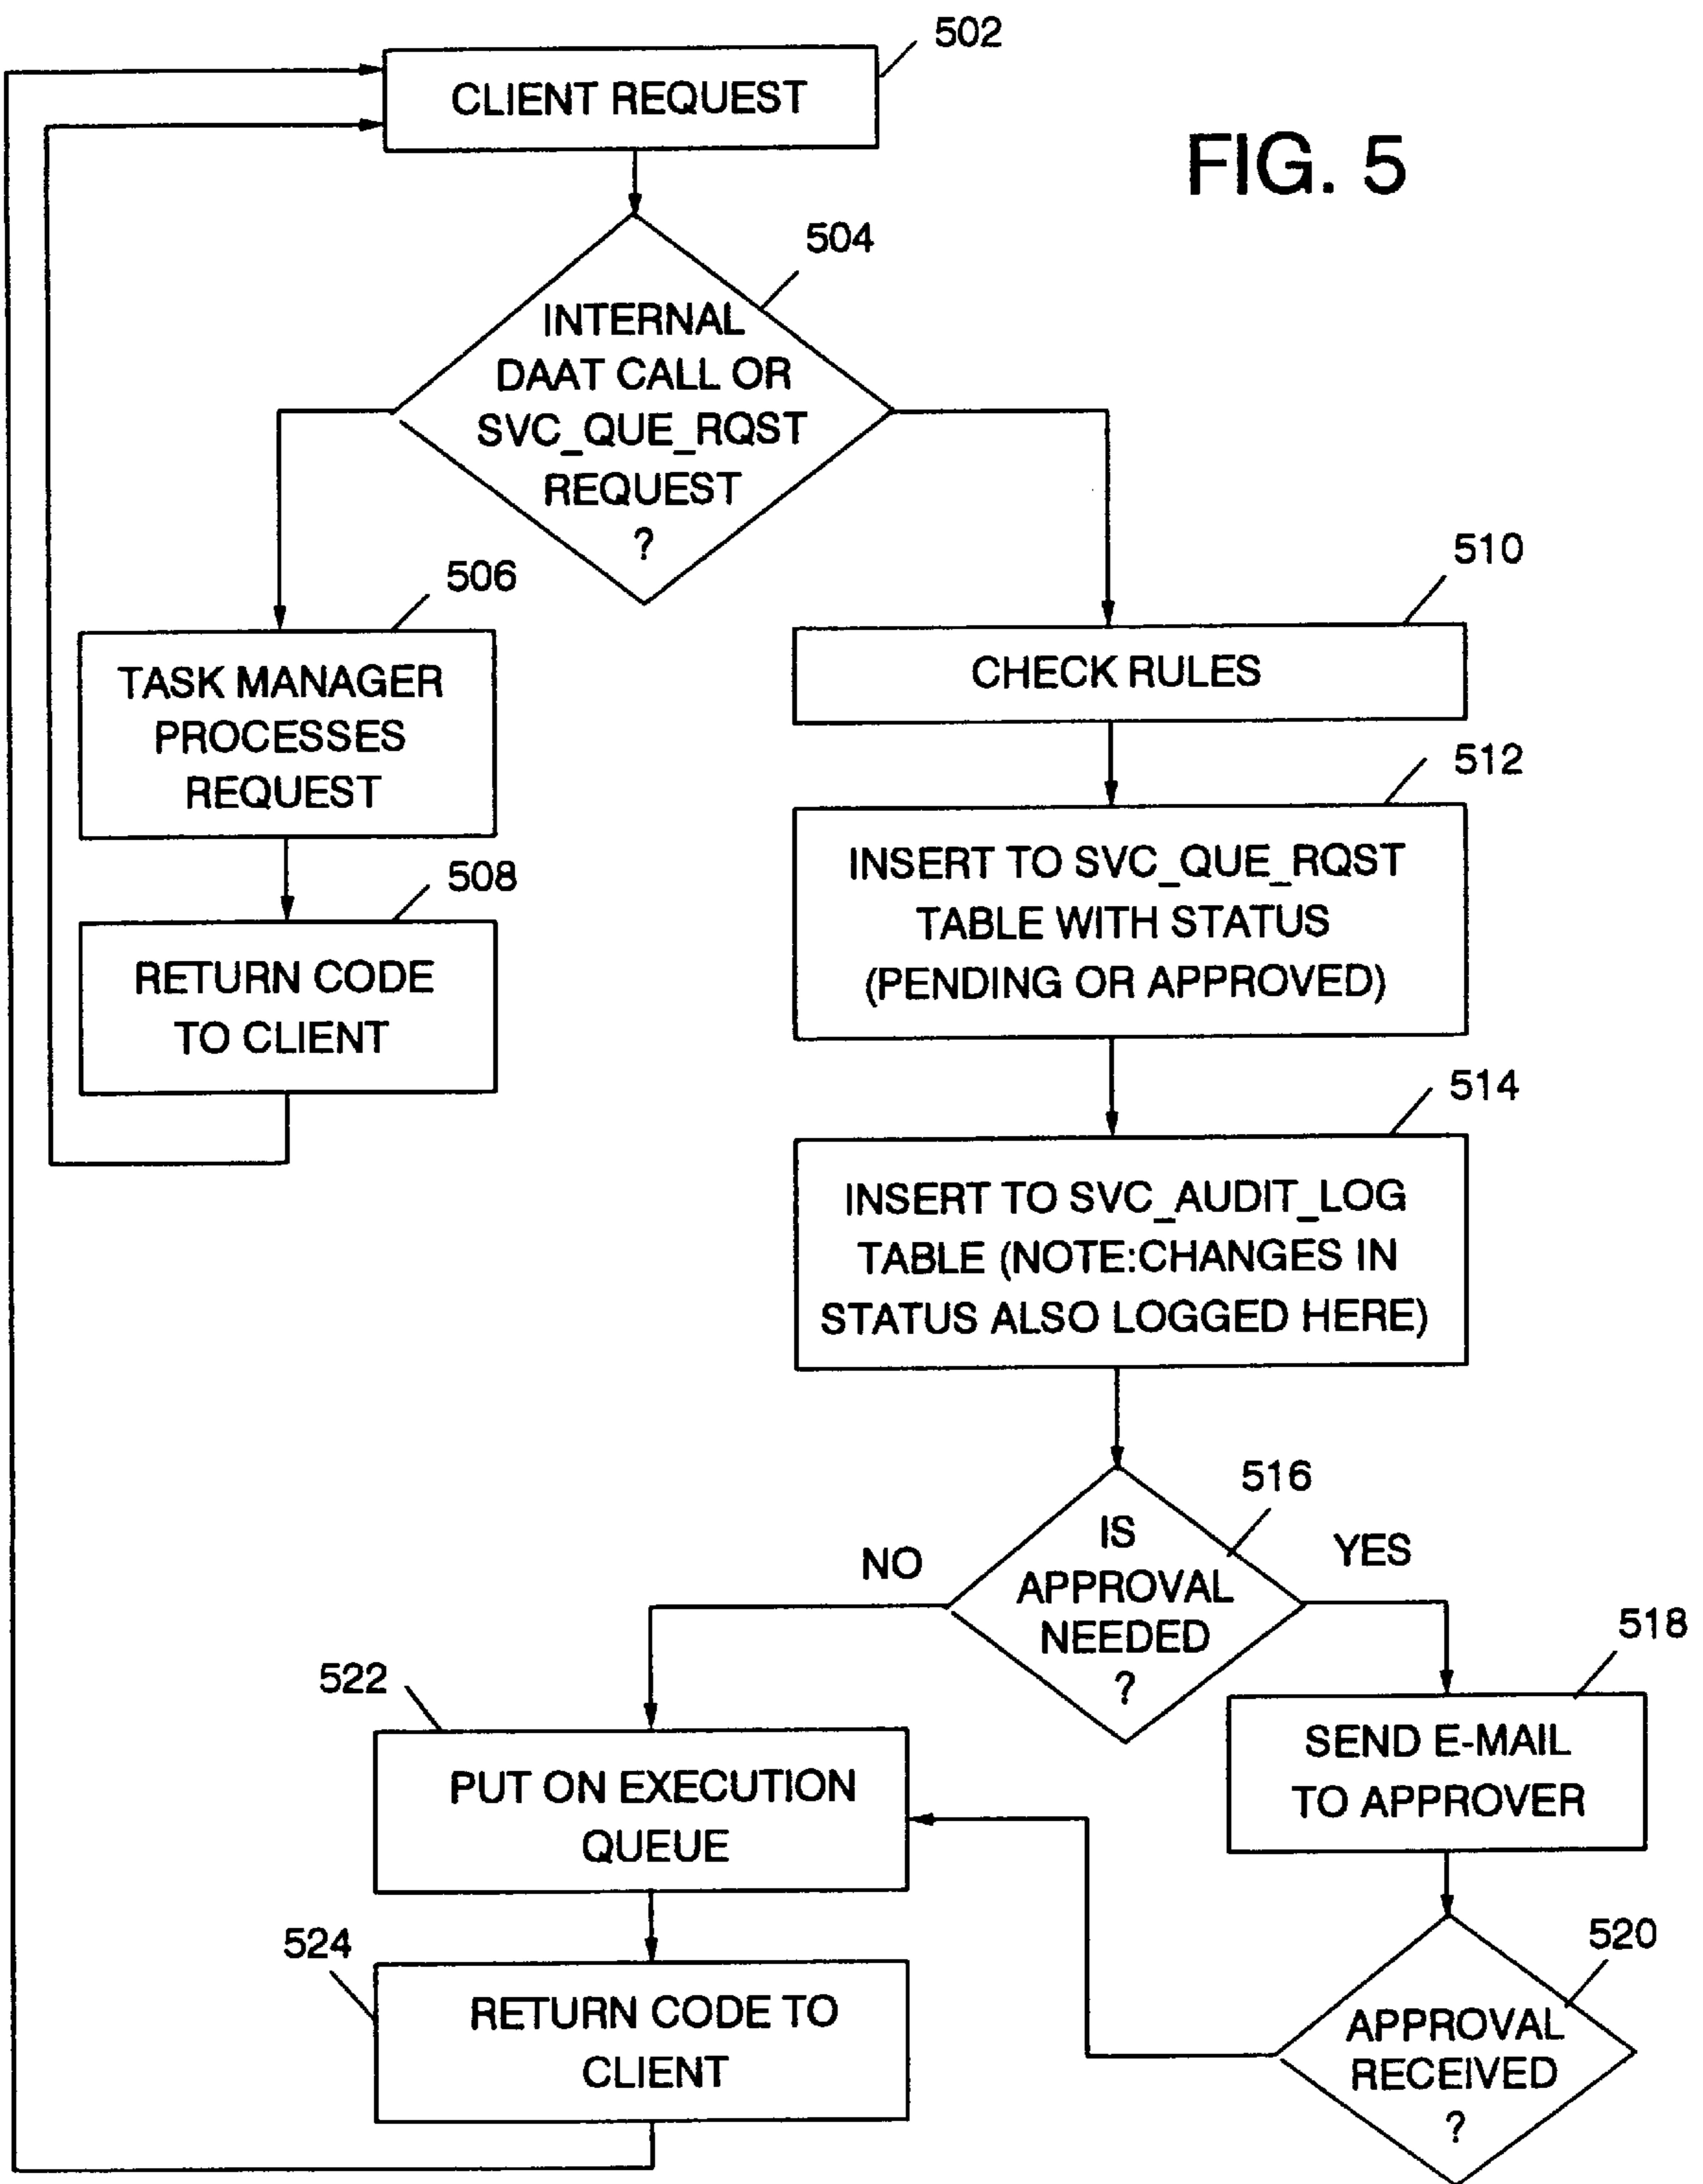 502
CLIENT REQUEST
FIG. 5
504
INTERNAL
DAAT CALL OR
SVC_QUE_RQST
REQUEST
?
506
TASK MANAGER
PROCESSES
REQUEST
508
RETURN CODE
TO CLIENT
510
CHECK RULES
512
INSERT TO SVC_QUE_RQST
TABLE WITH STATUS
(PENDING OR APPROVED)
514
INSERT TO SVC_AUDIT_LOG
TABLE (NOTE:CHANGES IN
STATUS ALSO LOGGED HERE)
516
IS
APPROVAL
NEEDED
?
NO
YES
518
SEND E-MAIL
TO APPROVER
520
APPROVAL
RECEIVED
?
522
PUT ON EXECUTION
QUEUE
524
RETURN CODE TO
CLIENT